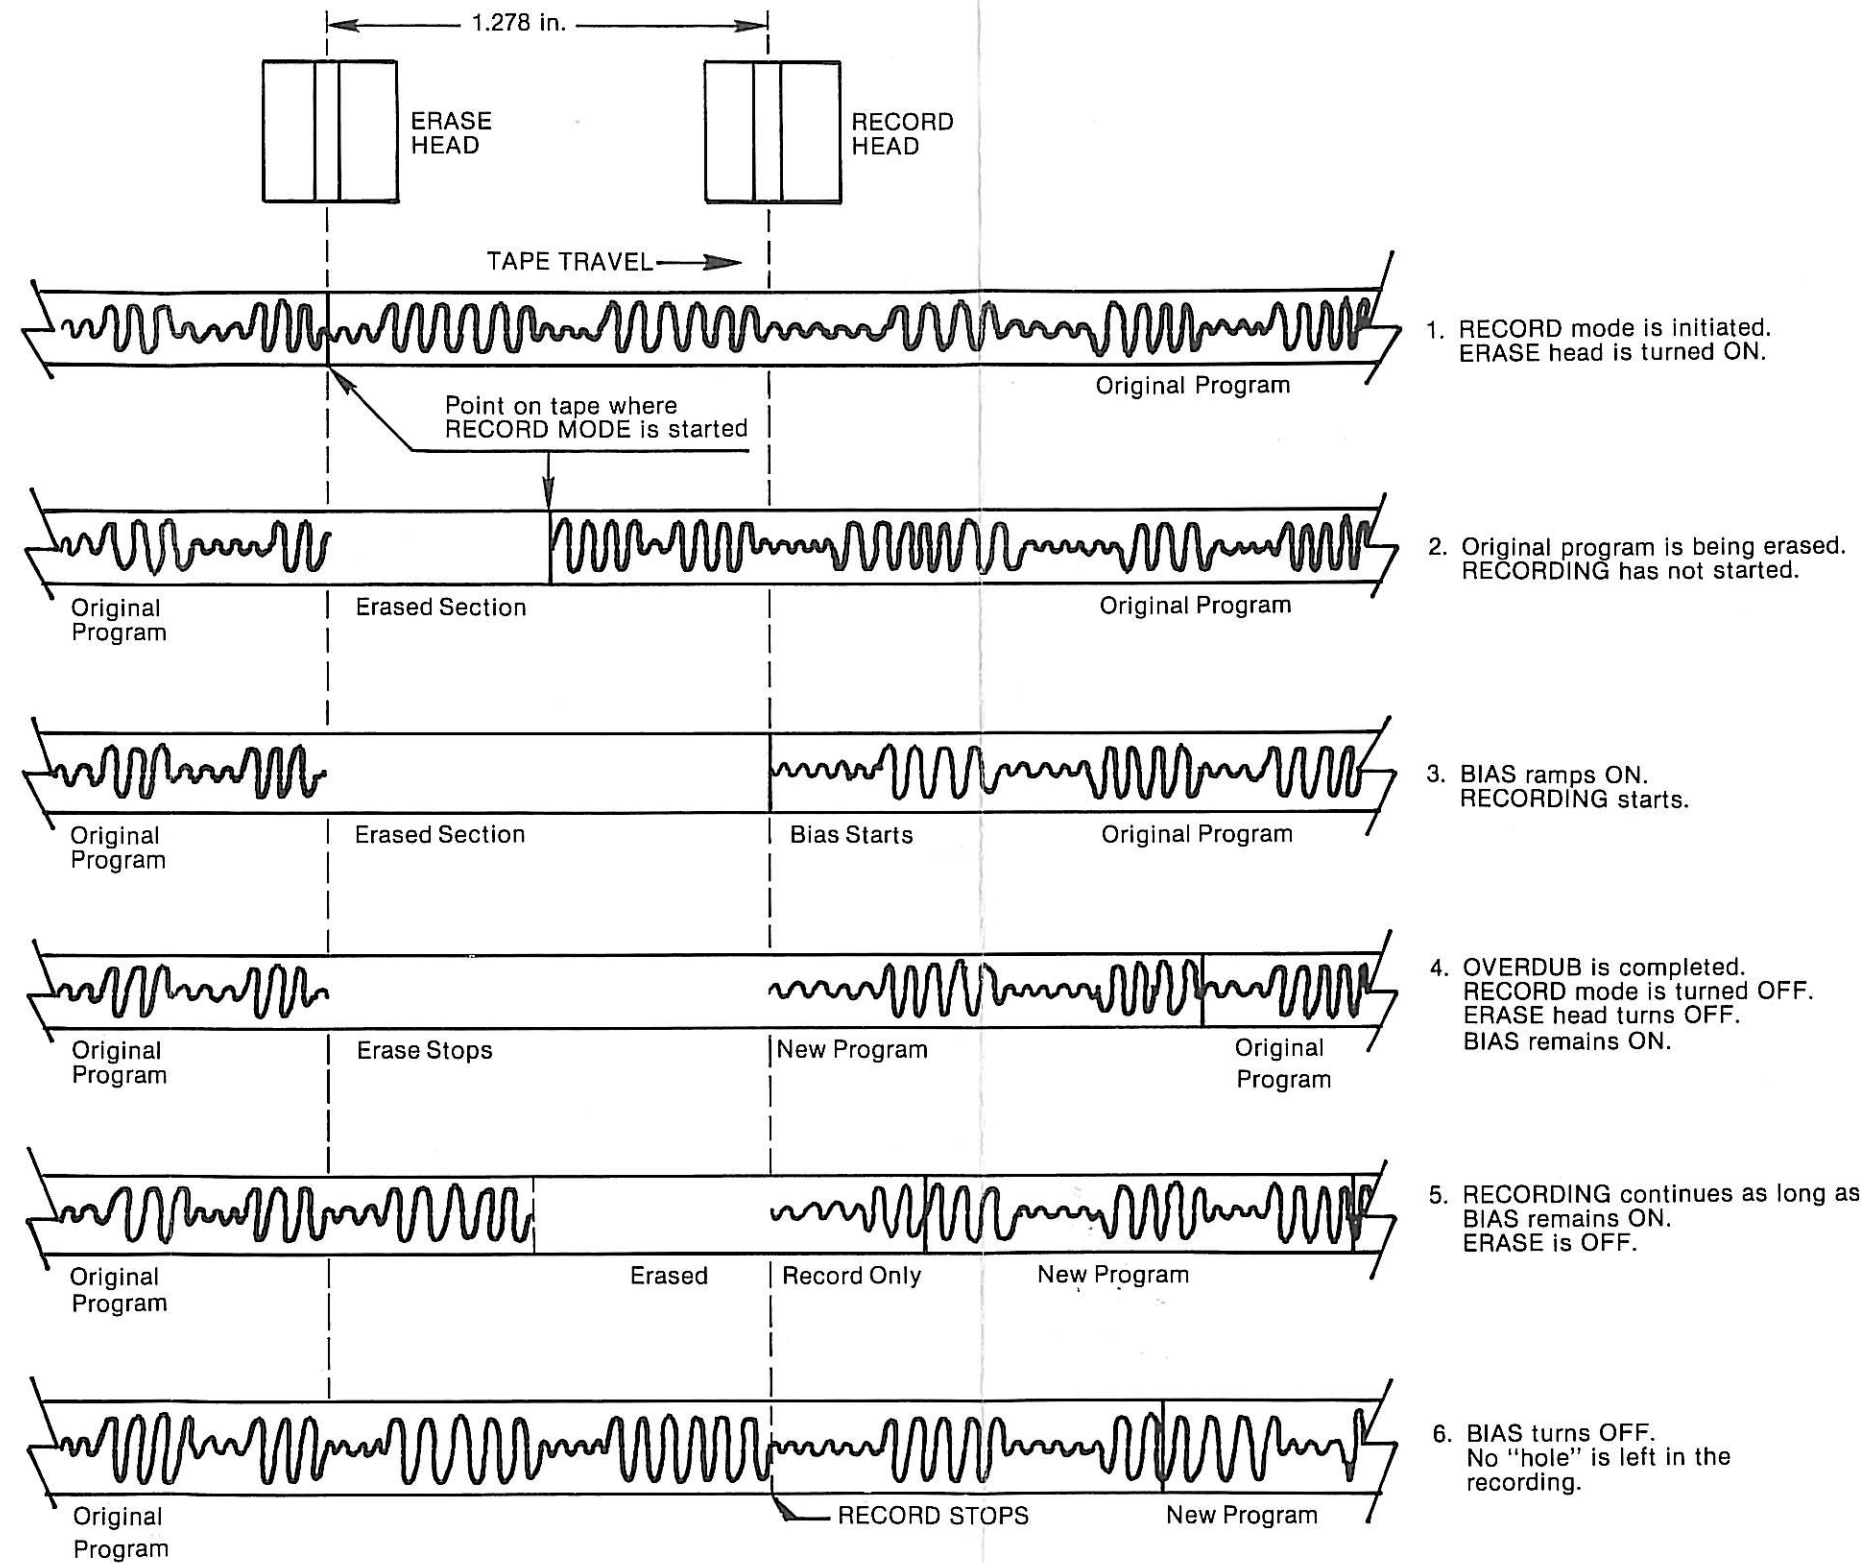 1.278 in.
ERASE
HEAD
RECORD
HEAD
TAPE TRAVEL
1. RECORD mode is initiated.
ERASE head is turned ON.
Original Program
Point on tape where
RECORD MODE is started
2. Original program is being erased.
RECORDING has not started.
Original
Program
Erased Section
Original Program
3. BIAS ramps ON.
RECORDING starts.
Original
Program
Erased Section
Bias Starts
Original Program
4. OVERDUB is completed.
RECORD mode is turned OFF.
ERASE head turns OFF.
BIAS remains ON.
Original
Program
Erase Stops
New Program
Original
Program
5. RECORDING continues as long as
BIAS remains ON.
ERASE is OFF.
Original
Program
Erased
Record Only
New Program
6. BIAS turns OFF.
No "hole" is left in the
recording.
Original
Program
RECORD STOPS
New Program